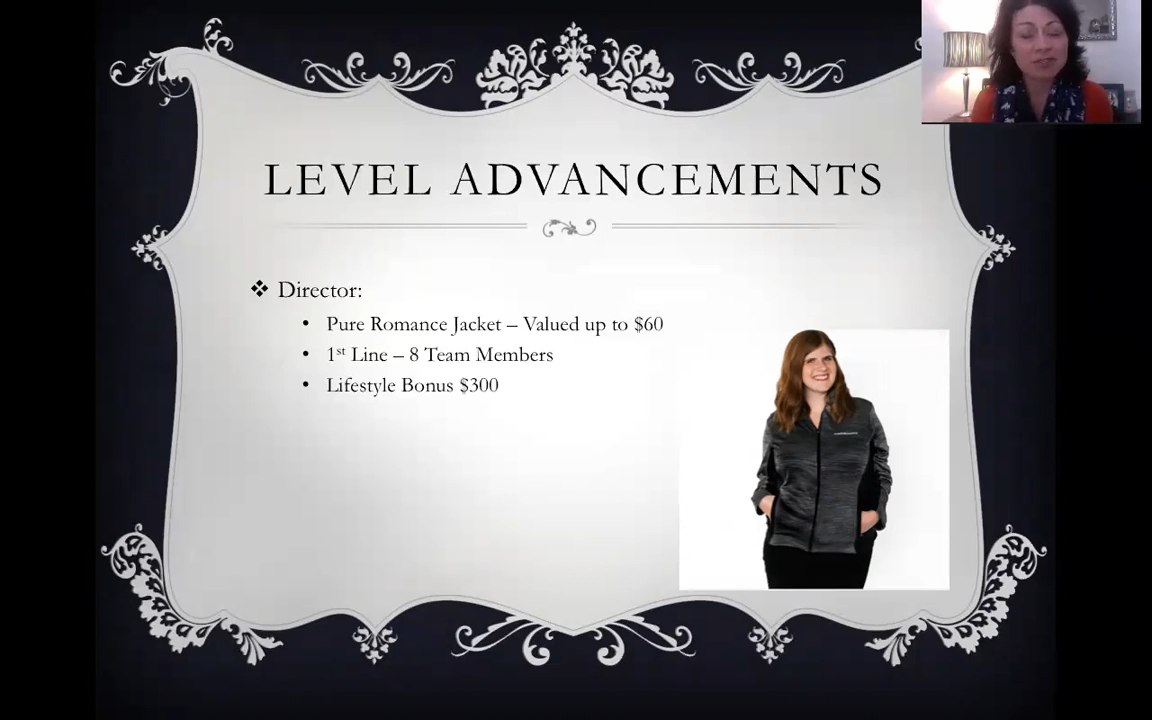 LEVEL ADVANCEMENTS
❖ Director:
• Pure Romance Jacket – Valued up to $60
• 1st Line – 8 Team Members
• Lifestyle Bonus $300